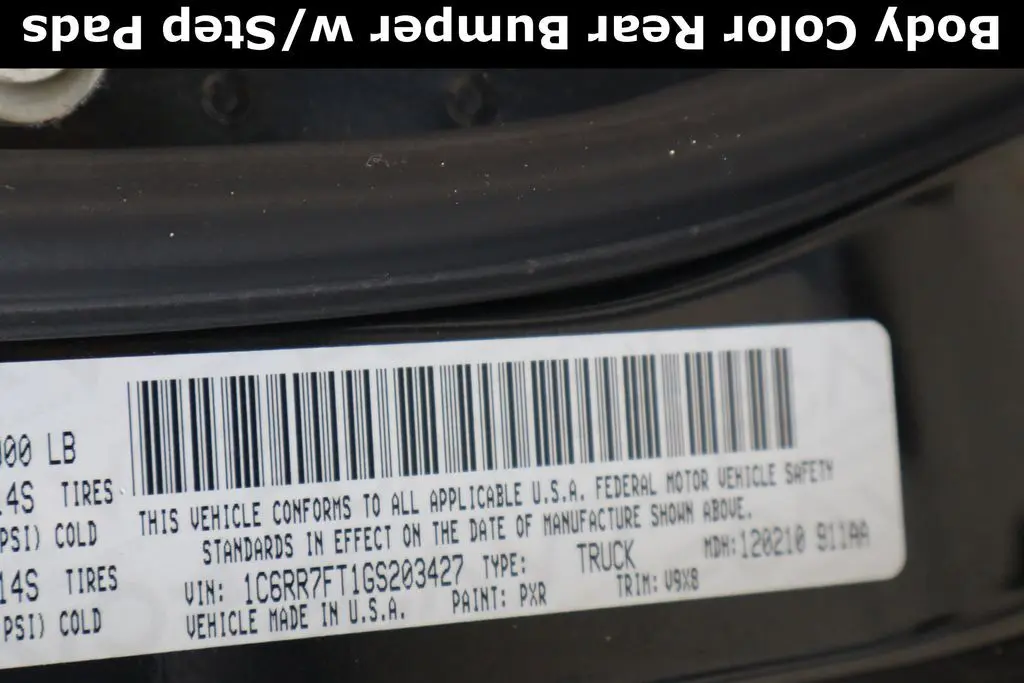 Body Color Rear Bumper w/Step Pads
00 LB
14S TIRES
PSI) COLD
14S TIRES
PSI) COLD
THIS VEHICLE CONFORMS TO ALL APPLICABLE U.S.A. FEDERAL MOTOR VEHICLE SAFETY
STANDARDS IN EFFECT ON THE DATE OF MANUFACTURE SHOWN ABOVE.
VIN: 1C6RR7FT1GS203427 TYPE: TRUCK MDH:120210 911AA
VEHICLE MADE IN U.S.A. PAINT: PXR TRIM: V9X8